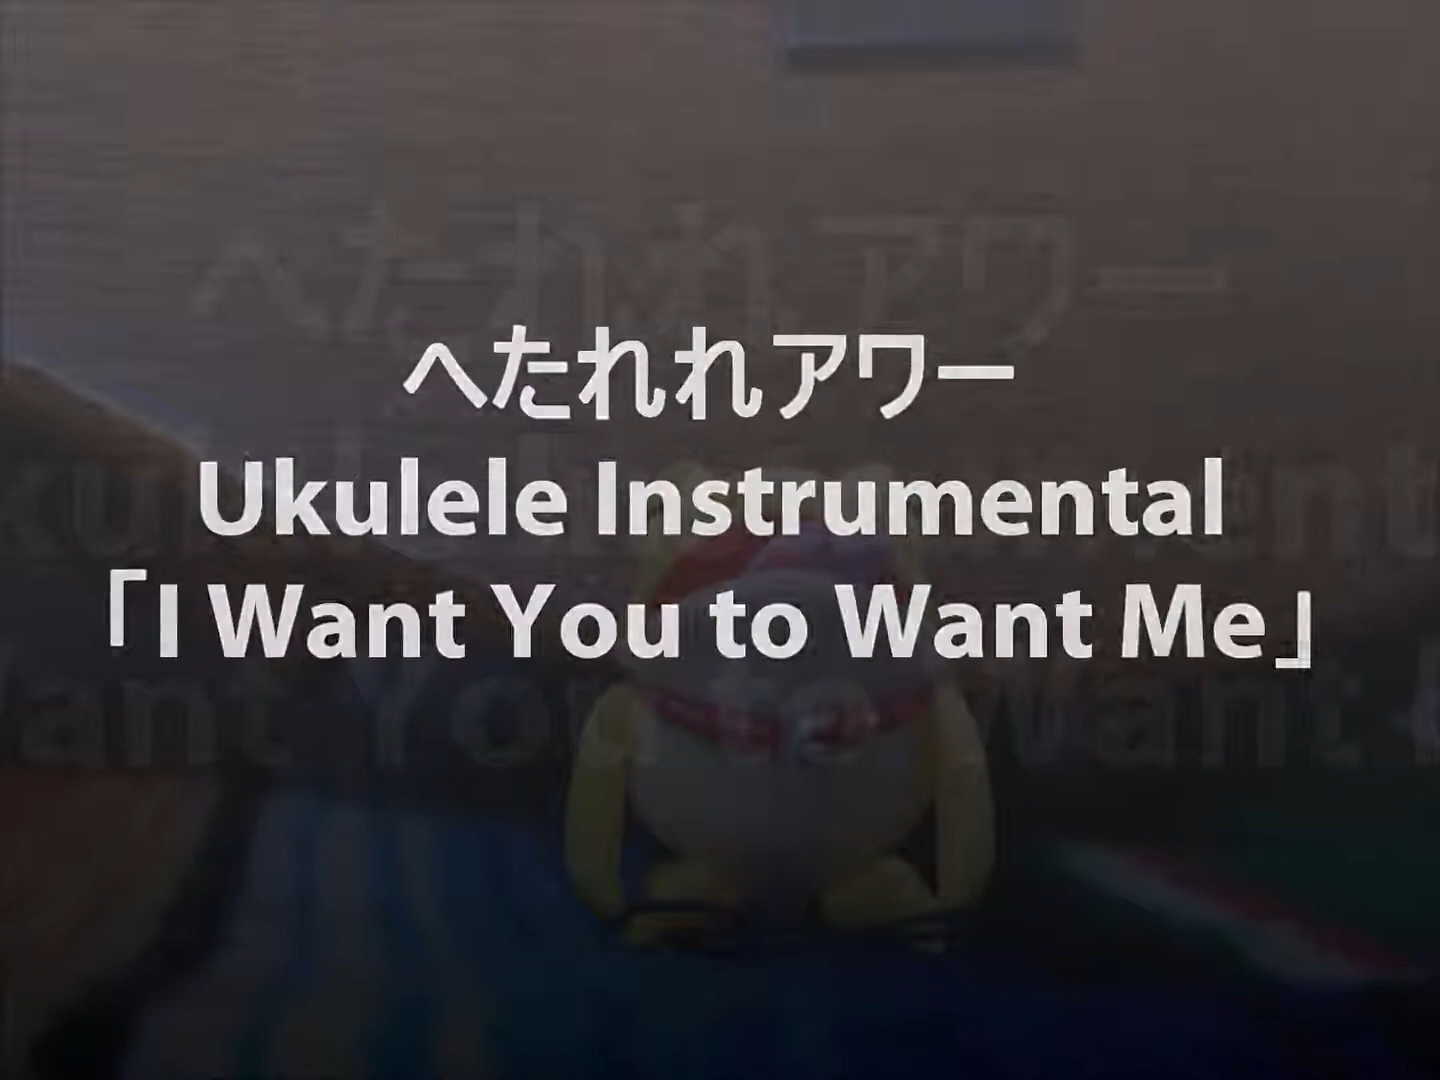 へたれれアワー
Ukulele Instrumental
「I Want You to Want Me」